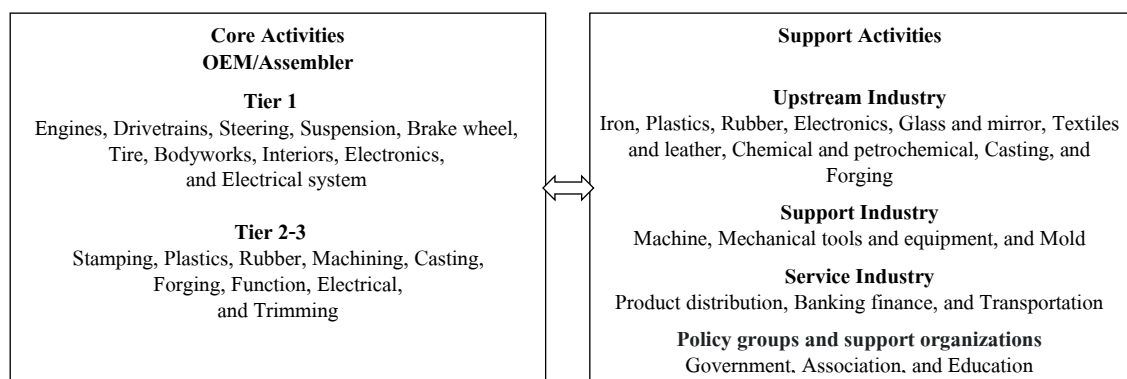 Core Activities
OEM/Assembler
Tier 1
Engines, Drivetrains, Steering, Suspension, Brake wheel,
Tire, Bodyworks, Interiors, Electronics,
and Electrical system
Tier 2-3
Stamping, Plastics, Rubber, Machining, Casting,
Forging, Function, Electrical,
and Trimming
Support Activities
Upstream Industry
Iron, Plastics, Rubber, Electronics, Glass and mirror, Textiles
and leather, Chemical and petrochemical, Casting, and
Forging
Support Industry
Machine, Mechanical tools and equipment, and Mold
Service Industry
Product distribution, Banking finance, and Transportation
Policy groups and support organizations
Government, Association, and Education